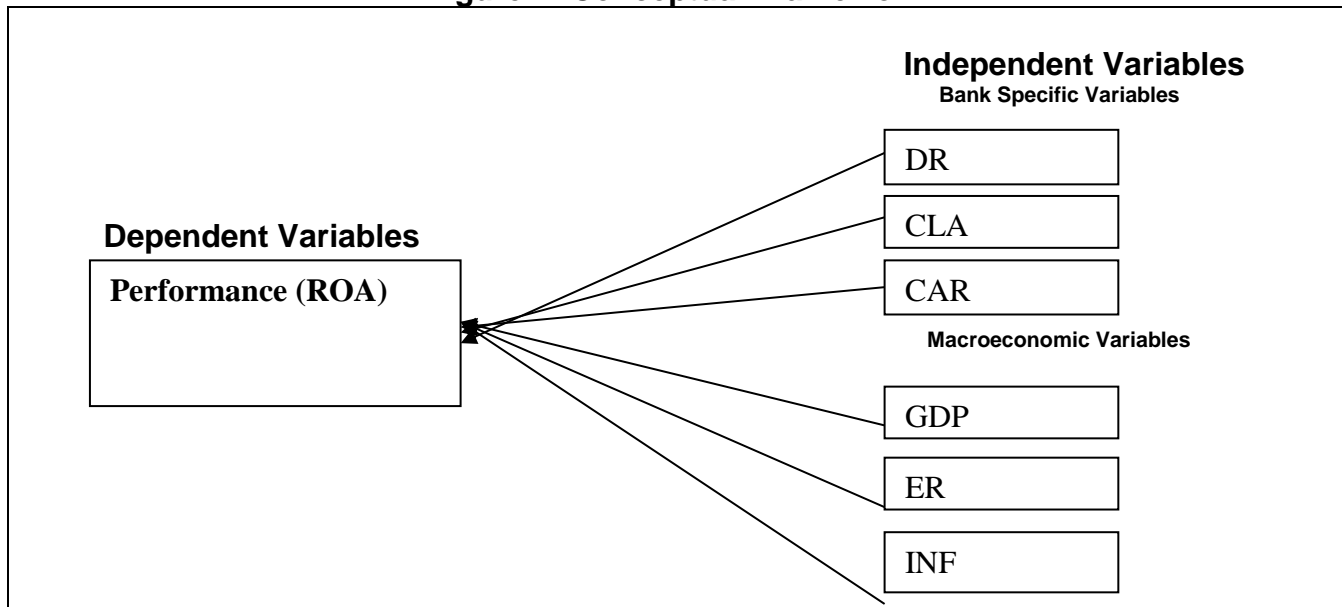 Independent Variables
Bank Specific Variables
DR
CLA
CAR
Dependent Variables
Performance (ROA)
Macroeconomic Variables
GDP
ER
INF